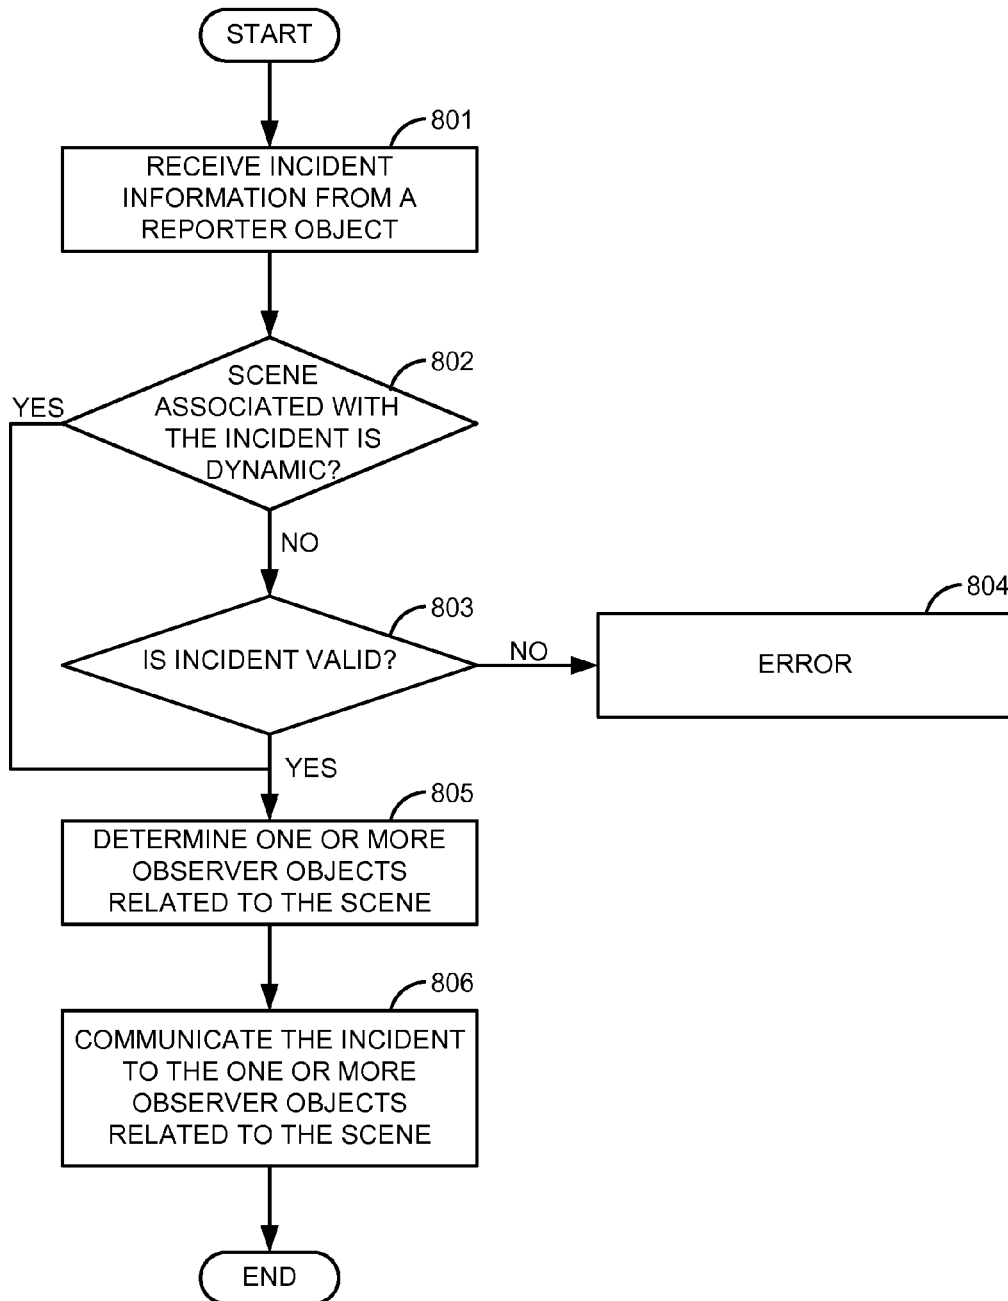 START
801
RECEIVE INCIDENT
INFORMATION FROM A
REPORTER OBJECT
802
SCENE
ASSOCIATED WITH
THE INCIDENT IS
DYNAMIC?
YES
NO
803
IS INCIDENT VALID?
NO
804
ERROR
YES
805
DETERMINE ONE OR MORE
OBSERVER OBJECTS
RELATED TO THE SCENE
806
COMMUNICATE THE INCIDENT
TO THE ONE OR MORE
OBSERVER OBJECTS
RELATED TO THE SCENE
END